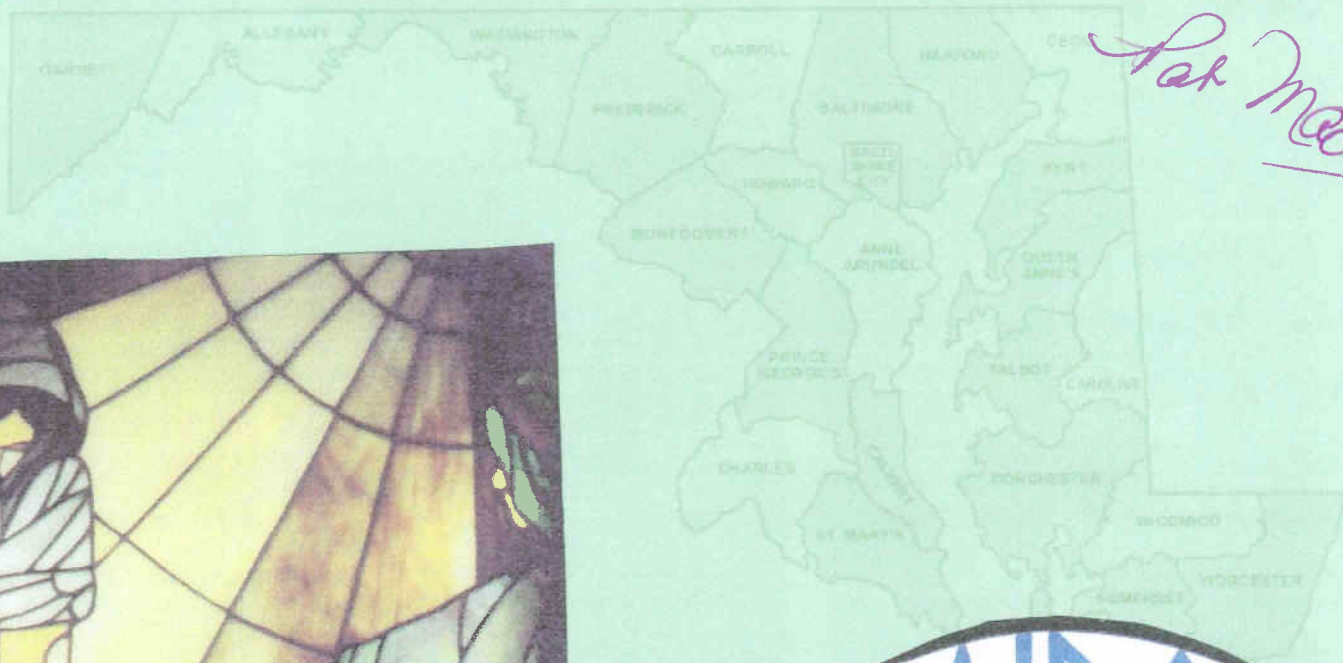 Pat
ALLEGANY
WASHINGTON
CARROLL
HARFORD
GARRETT
FREDERICK
BALTIMORE
BALTI-
MORE
CITY
KENT
HOWARD
MONTGOMERY
ANNE
ARUNDEL
QUEEN
ANNE'S
PRINCE
GEORGE'S
TALBOT
CAROLINE
CHARLES
CALVERT
DORCHESTER
ST. MARY'S
WICOMICO
WORCESTER
SOMERSET